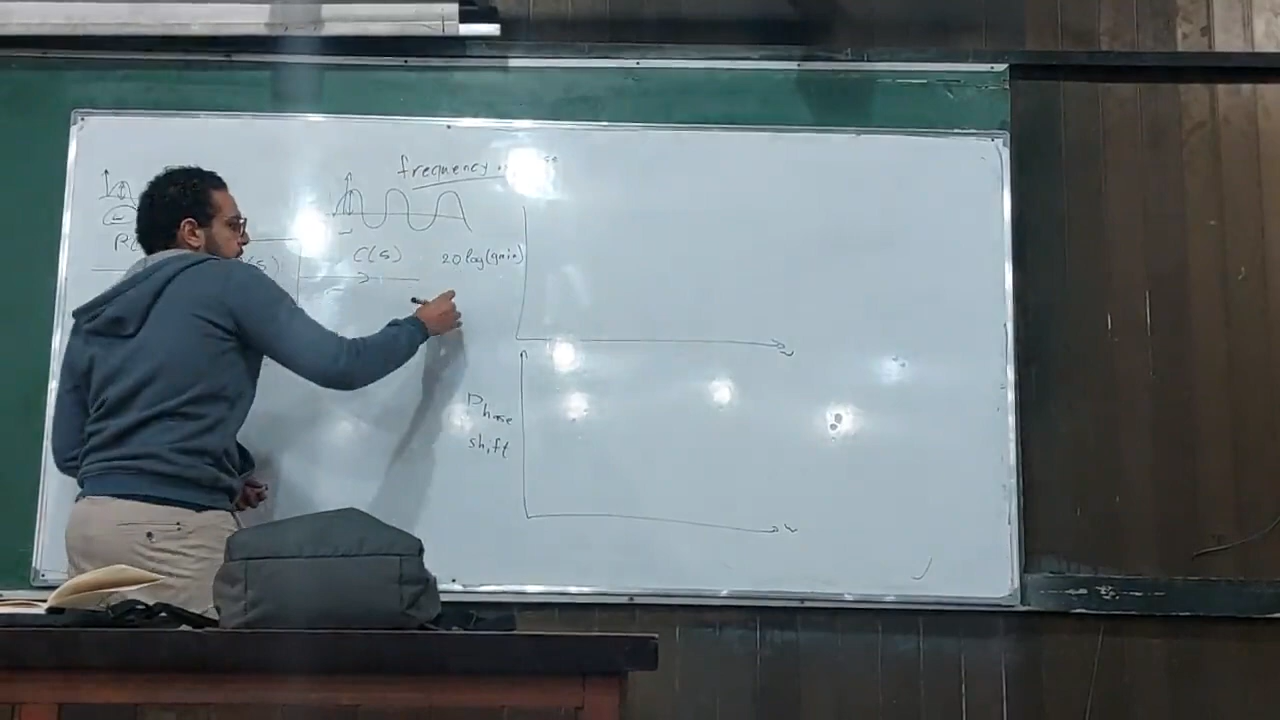 frequency
R(
(s)
C(s)
20 log(gain)
w
Phase
shift
w